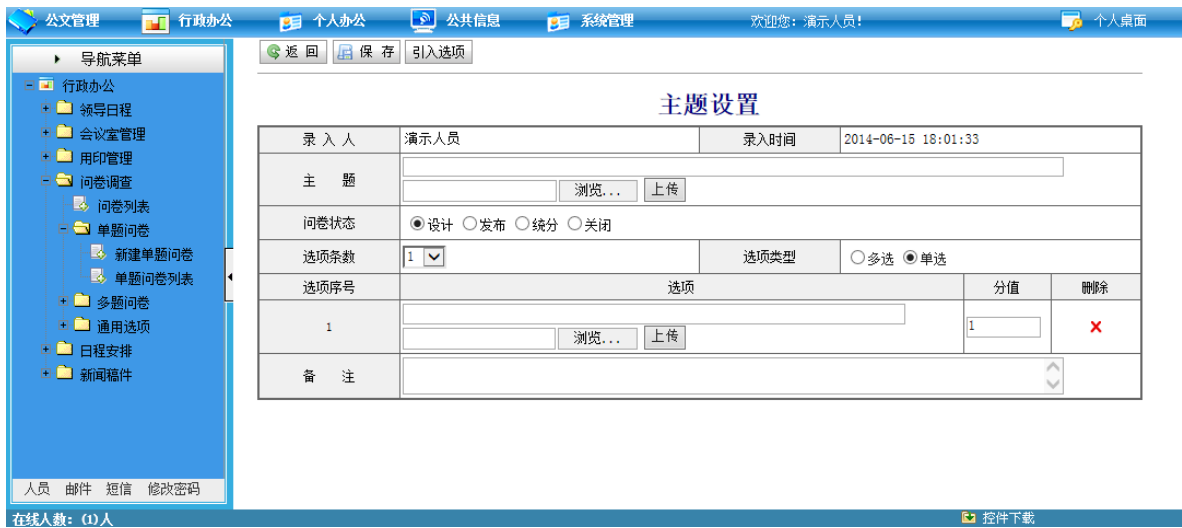 公文管理 行政办公 个人办公 公共信息 系统管理 欢迎您：演示人员！ 个人桌面
导航菜单
行政办公
领导日程
会议室管理
用印管理
问卷调查
问卷列表
单题问卷
新建单题问卷
单题问卷列表
多题问卷
通用选项
日程安排
新闻稿件
人员 邮件 短信 修改密码
返 回 保 存 引入选项
主题设置
录 入 人 演示人员 录入时间 2014-06-15 18:01:33
主 题
浏览... 上传
问卷状态 设计 发布 统分 关闭
选项条数 1 选项类型 多选 单选
选项序号 选项 分值 删除
1 1
浏览... 上传
备 注
在线人数：(1)人 控件下载